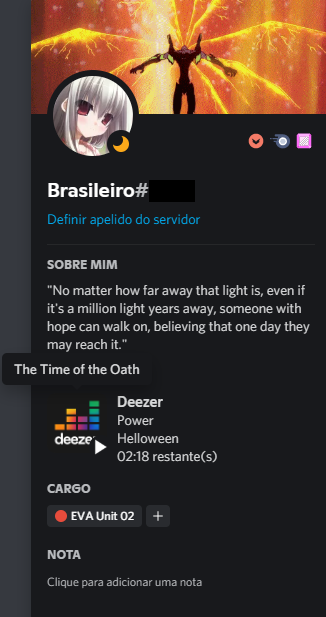 Brasileiro#
Definir apelido do servidor
SOBRE MIM
"No matter how far away that light is, even if
it's a million light years away, someone with
hope can walk on, believing that one day they
may reach it."
The Time of the Oath
deezer
Deezer
Power
Helloween
02:18 restante(s)
CARGO
EVA Unit 02 +
NOTA
Clique para adicionar uma nota